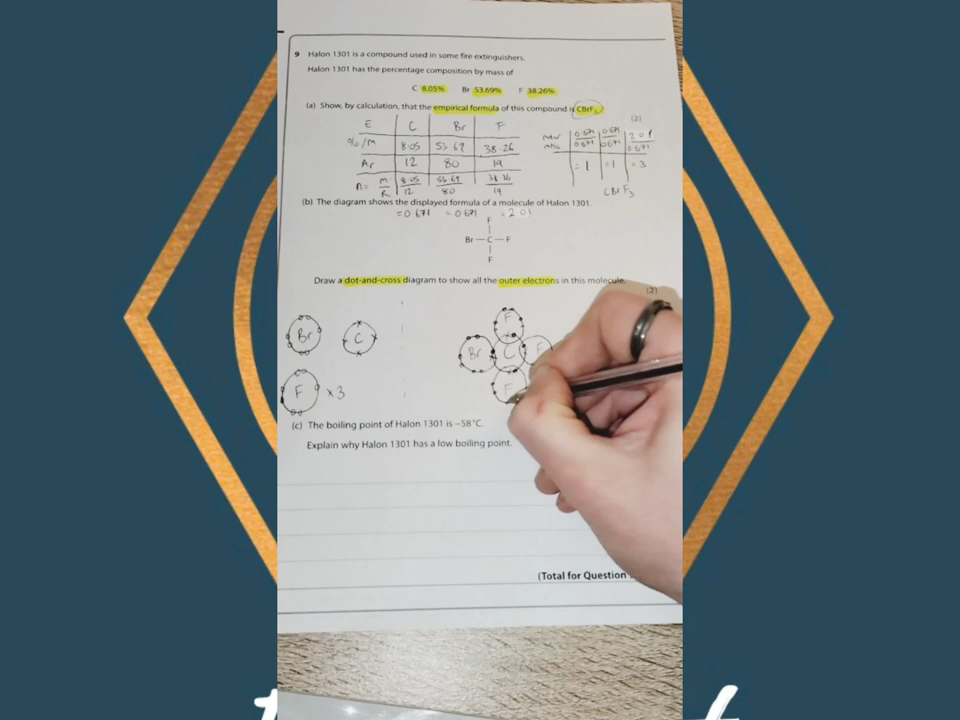 9 Halon 1301 is a compound used in some fire extinguishers.
Halon 1301 has the percentage composition by mass of
C 8.05% Br 53.69% F 38.26%
(a) Show, by calculation, that the empirical formula of this compound is CBrF₃.
(2)
E C Br F
%/M 8.05 53.69 38.26
Ar 12 80 19
n= M/R 8.05/12 53.69/80 38.26/19
= 0.671 = 0.671 = 2.01
0.671/0.671 0.671/0.671 2.01/0.671
= 1 = 1 = 3
CBrF₃
(b) The diagram shows the displayed formula of a molecule of Halon 1301.
F
Br — C — F
F
Draw a dot-and-cross diagram to show all the outer electrons in this molecule.
(2)
Br C
F x3
F
Br C F
F
(c) The boiling point of Halon 1301 is −58 °C.
Explain why Halon 1301 has a low boiling point.
(Total for Question